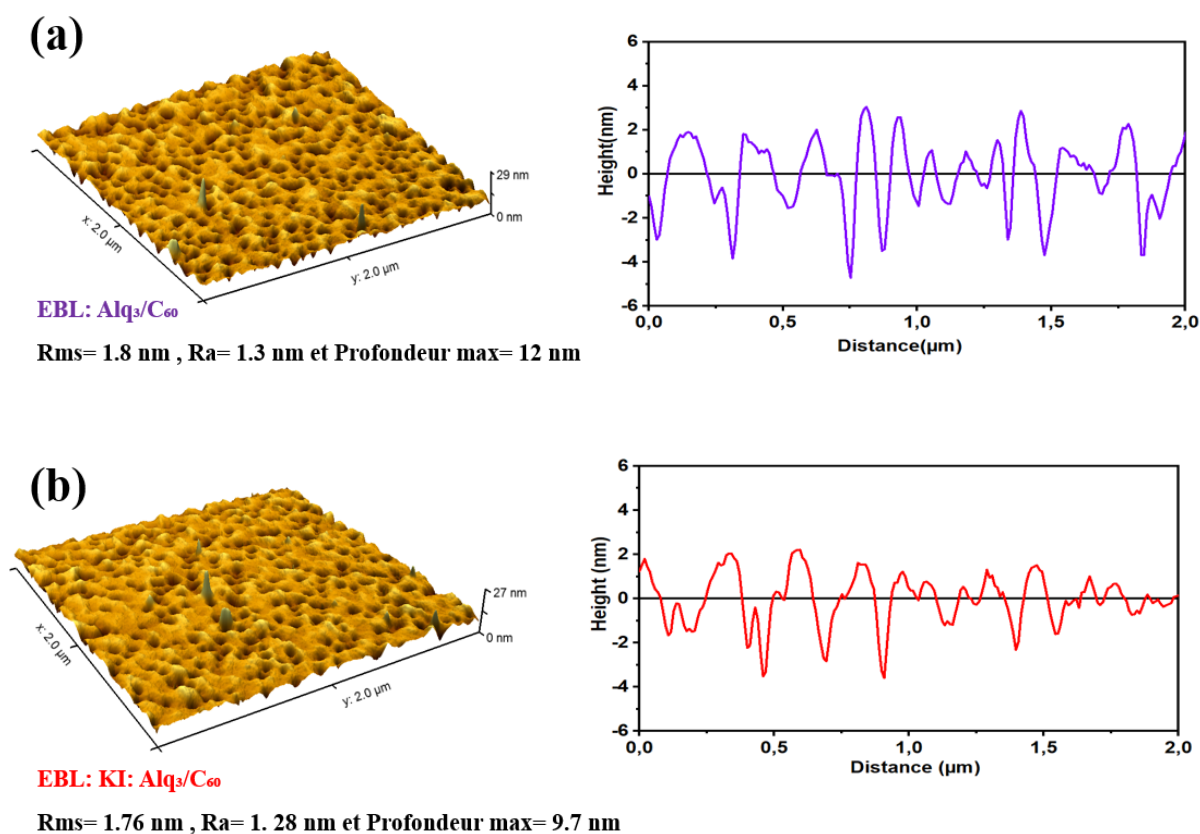 (a)
29 nm
0 nm
x: 2.0 µm
y: 2.0 µm
EBL: Alq₃/C₆₀
Rms= 1.8 nm , Ra= 1.3 nm et Profondeur max= 12 nm
Height(nm)
6
4
2
0
-2
-4
-6
0,0 0,5 1,0 1,5 2,0
Distance(µm)
(b)
27 nm
0 nm
x: 2.0 µm
y: 2.0 µm
EBL: KI: Alq₃/C₆₀
Rms= 1.76 nm , Ra= 1. 28 nm et Profondeur max= 9.7 nm
Height (nm)
6
4
2
0
-2
-4
-6
0,0 0,5 1,0 1,5 2,0
Distance (µm)